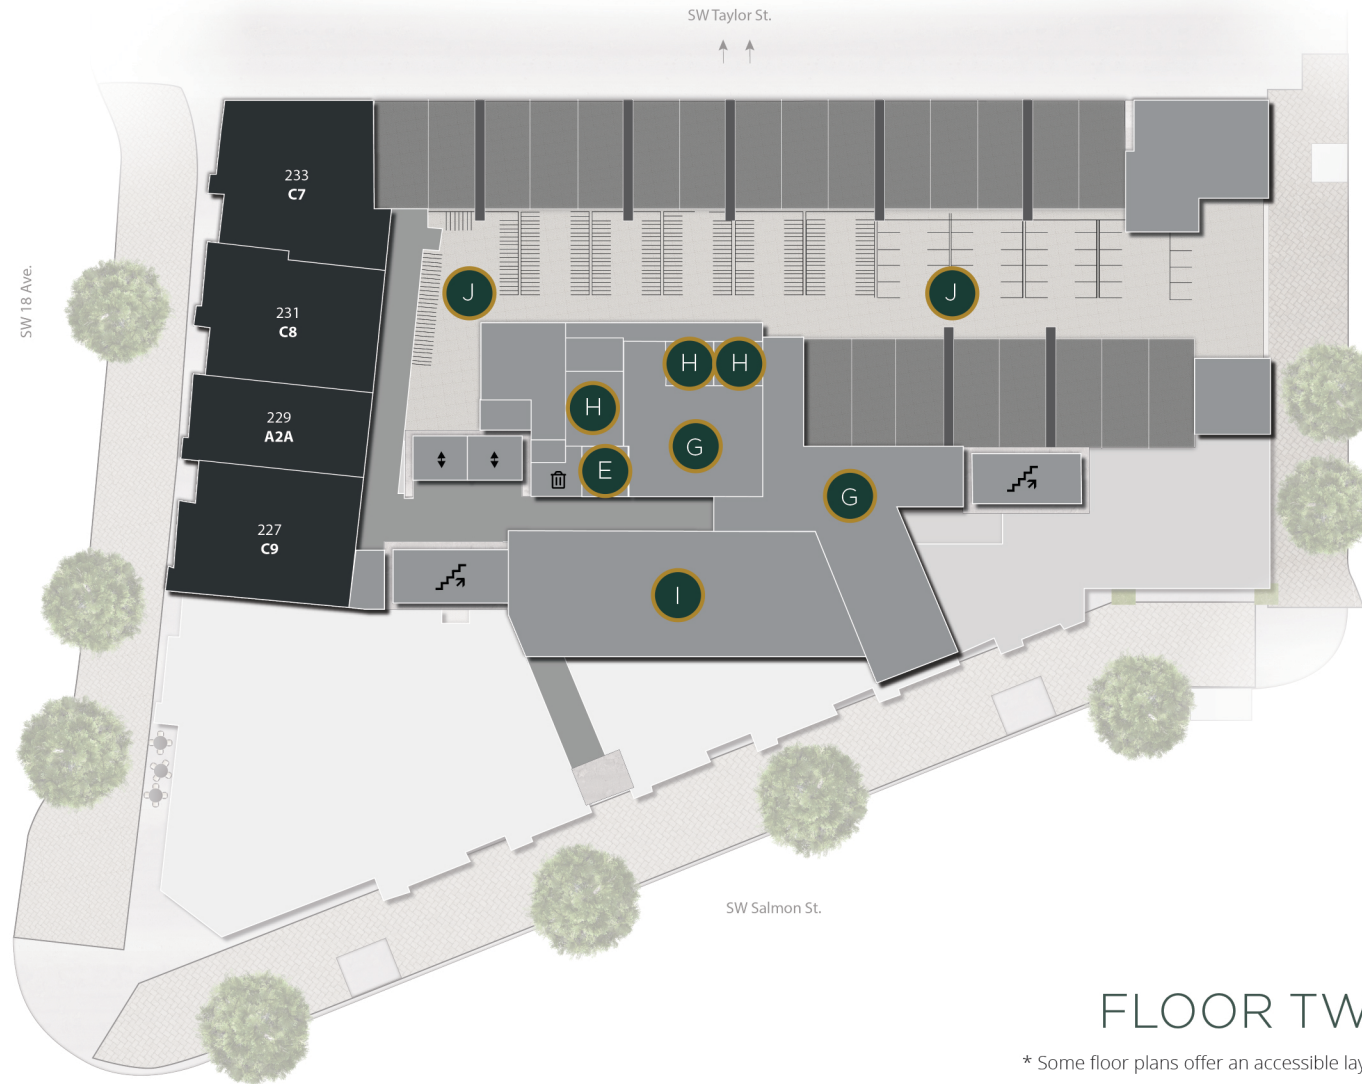 SW Taylor St.
233
C7
SW 18 Ave.
231
C8
J
J
H
H
H
229
A2A
G
E
G
227
C9
I
SW Salmon St.
FLOOR TW
* Some floor plans offer an accessible lay